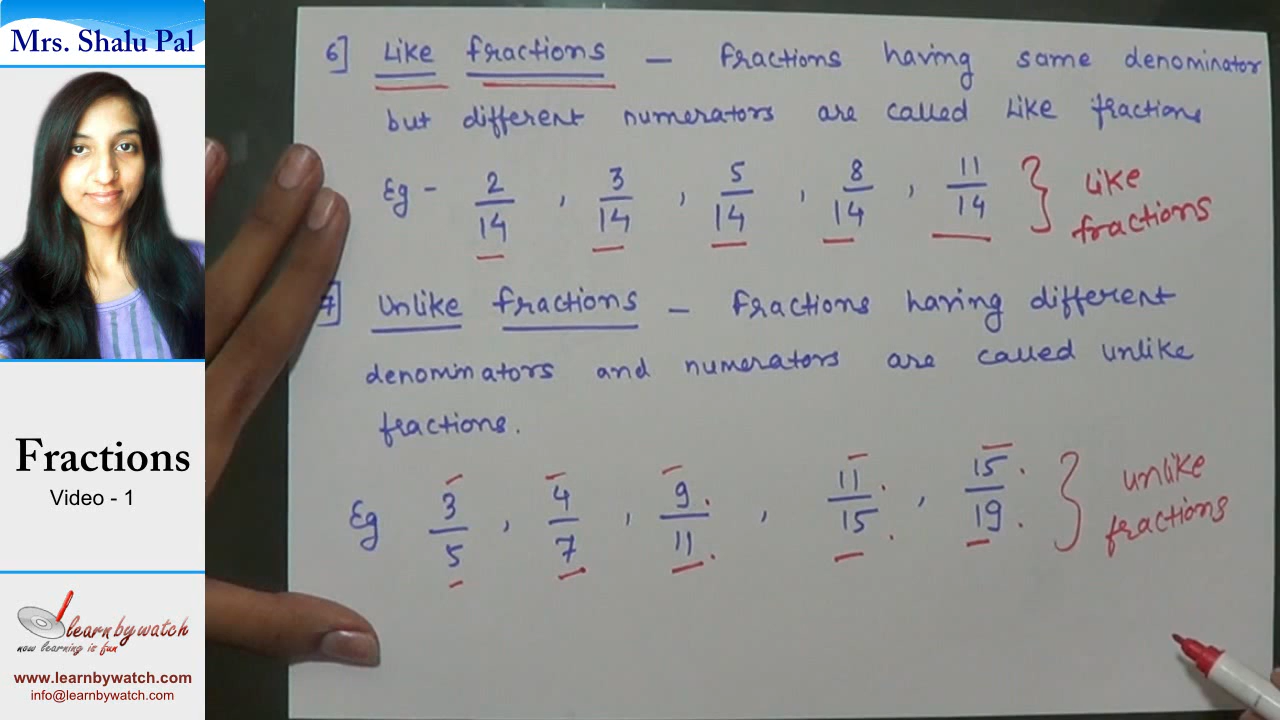 Mrs. Shalu Pal
Fractions
Video - 1
learnbywatch
now learning is fun
www.learnbywatch.com
info@learnbywatch.com
6] Like fractions — fractions having same denominator
but different numerators are called Like fractions
Eg - 2/14 , 3/14 , 5/14 , 8/14 , 11/14 } Like fractions
7] Unlike fractions — fractions having different
denominators and numerators are called unlike
fractions.
Eg 3/5 , 4/7 , 9/11 , 11/15 , 15/19 } unlike fractions